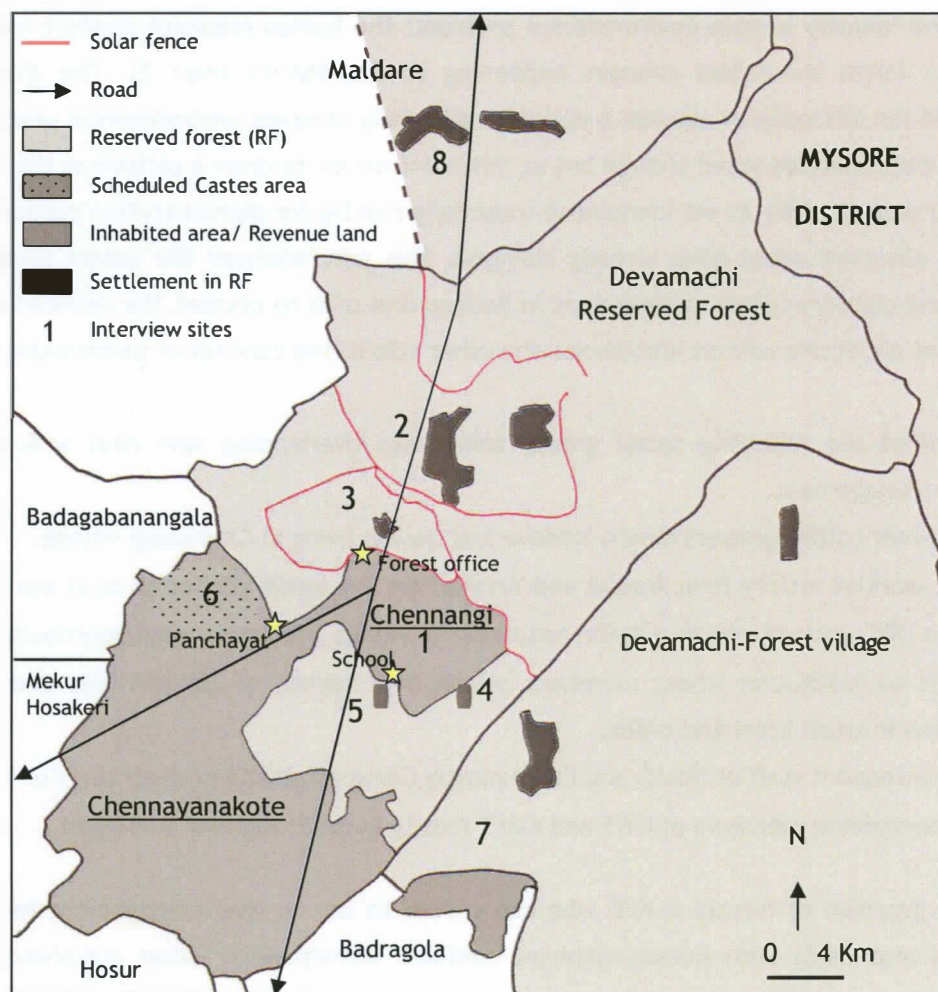 Solar fence
Road
Reserved forest (RF)
Scheduled Castes area
Inhabited area/ Revenue land
Settlement in RF
1 Interview sites
Maldare
8
MYSORE
DISTRICT
Devamachi
Reserved Forest
2
3
Badagabanangala
Forest office
6
Chennangi
Panchayat
1
School
Devamachi-Forest village
Mekur
Hosakeri
5
4
Chennayanakote
7
N
Badragola
0 4 Km
Hosur